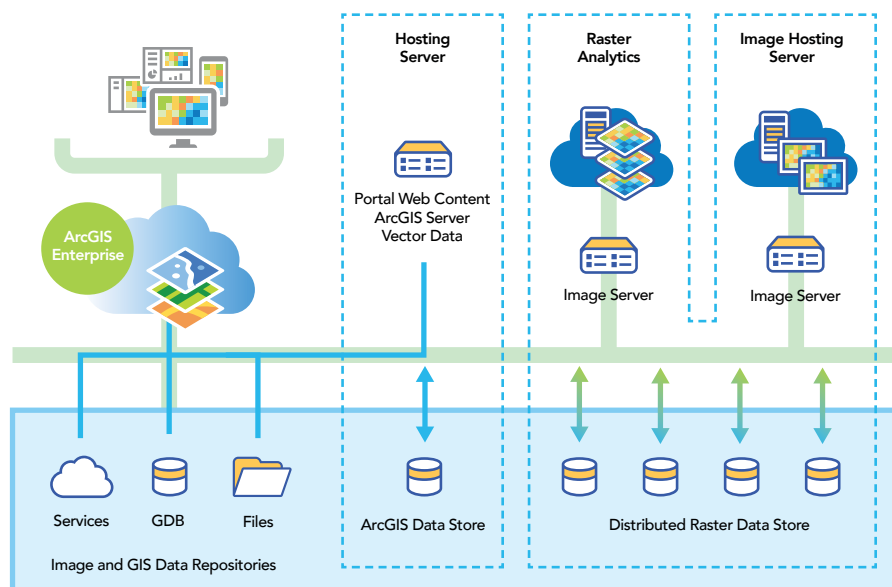 Hosting
Server
Raster
Analytics
Image Hosting
Server
ArcGIS
Enterprise
Portal Web Content
ArcGIS Server
Vector Data
Image Server
Image Server
Services
GDB
Files
ArcGIS Data Store
Distributed Raster Data Store
Image and GIS Data Repositories